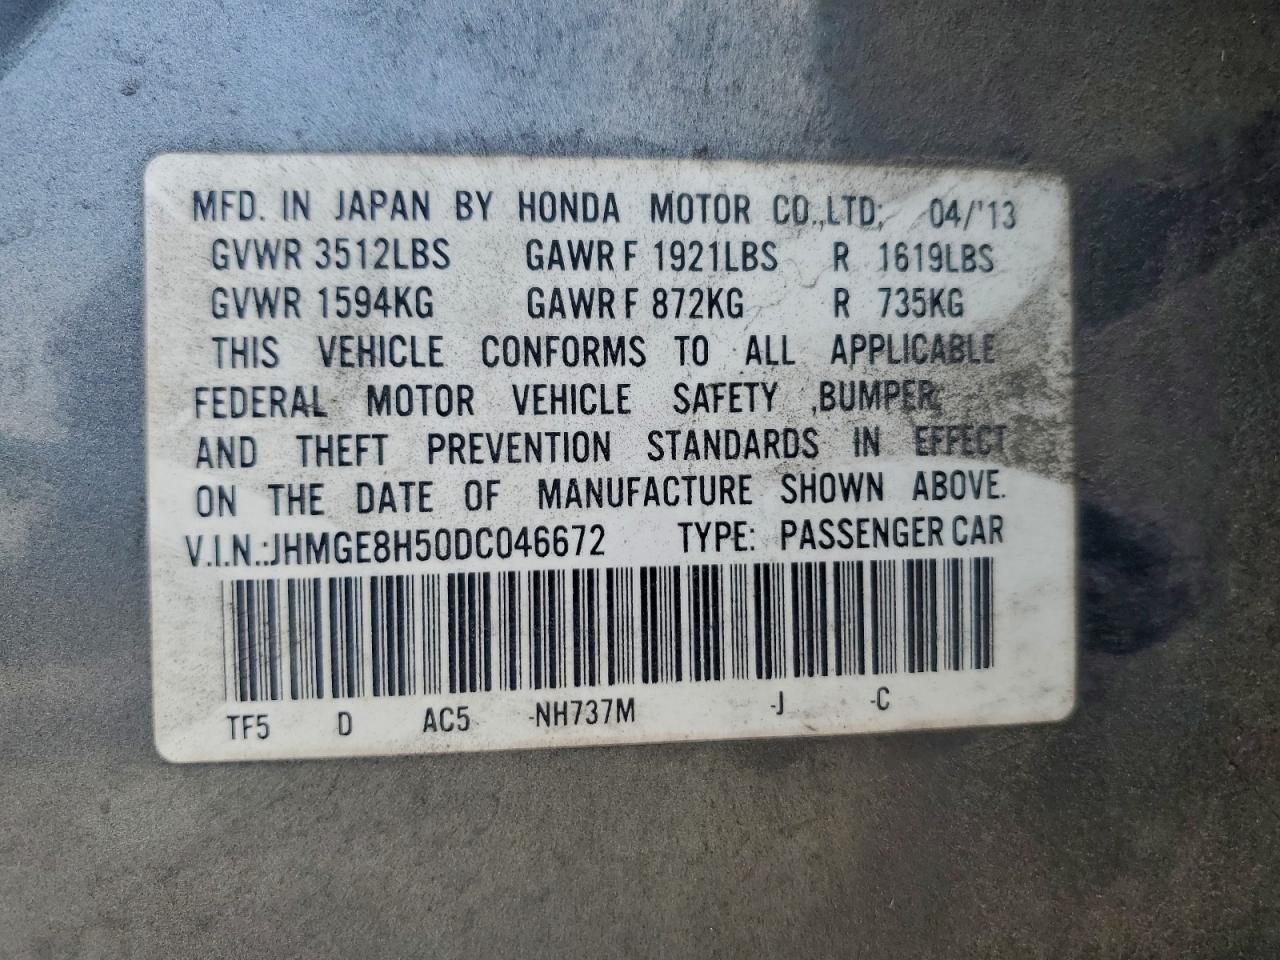 MFD. IN JAPAN BY HONDA MOTOR CO.,LTD; 04/'13
GVWR 3512LBS GAWR F 1921LBS R 1619LBS
GVWR 1594KG GAWR F 872KG R 735KG
THIS VEHICLE CONFORMS TO ALL APPLICABLE
FEDERAL MOTOR VEHICLE SAFETY ,BUMPER,
AND THEFT PREVENTION STANDARDS IN EFFECT
ON THE DATE OF MANUFACTURE SHOWN ABOVE.
V.I.N.:JHMGE8H50DC046672 TYPE: PASSENGER CAR
TF5 D AC5 -NH737M -J -C